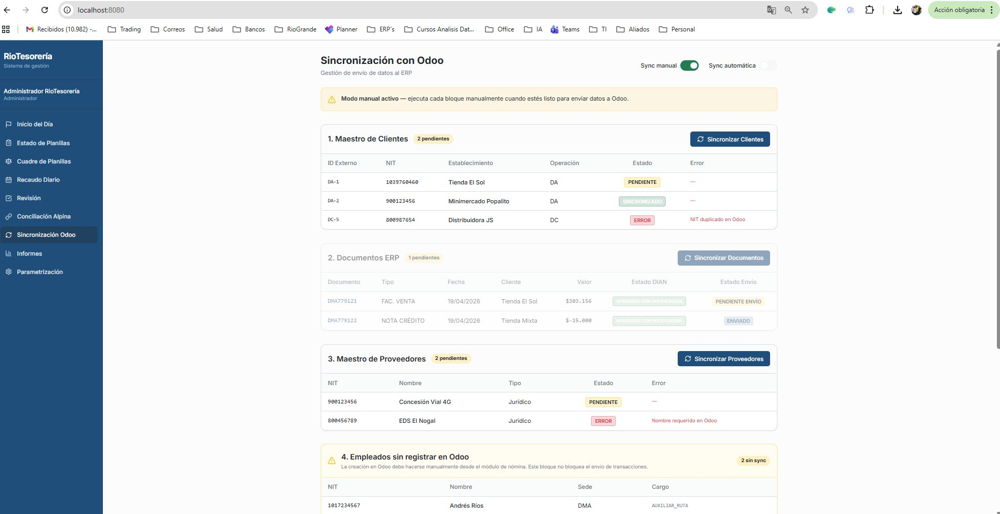 localhost:8080
Acción obligatoria
Recibidos (10.982) -...
Trading
Correos
Salud
Bancos
RioGrande
Planner
ERP´s
Cursos Analisis Dat...
Office
IA
Teams
TI
Aliados
Personal
RioTesorería
Sistema de gestión
Administrador RioTesorería
Administrador
Inicio del Día
Estado de Planillas
Cuadre de Planillas
Recaudo Diario
Revisión
Conciliación Alpina
Sincronización Odoo
Informes
Parametrización
Sincronización con Odoo
Gestión de envío de datos al ERP
Sync manual
Sync automática
Modo manual activo — ejecuta cada bloque manualmente cuando estés listo para enviar datos a Odoo.
1. Maestro de Clientes 2 pendientes Sincronizar Clientes
ID Externo NIT Establecimiento Operación Estado Error
DA-1 1039760460 Tienda El Sol DA PENDIENTE —
DA-2 900123456 Minimercado Popalito DA SINCRONIZADO —
DC-5 800987654 Distribuidora JS DC ERROR NIT duplicado en Odoo
2. Documentos ERP 1 pendientes Sincronizar Documentos
Documento Tipo Fecha Cliente Valor Estado DIAN Estado Envío
DMA779121 FAC. VENTA 19/04/2026 Tienda El Sol $303.156 APROBADO CON NOTIFICACION PENDIENTE ENVÍO
DMA779122 NOTA CRÉDITO 19/04/2026 Tienda Mixta $-15.000 APROBADO CON NOTIFICACION ENVIADO
3. Maestro de Proveedores 2 pendientes Sincronizar Proveedores
NIT Nombre Tipo Estado Error
900123456 Concesión Vial 4G Jurídico PENDIENTE —
800456789 EDS El Nogal Jurídico ERROR Nombre requerido en Odoo
4. Empleados sin registrar en Odoo 2 sin sync
La creación en Odoo debe hacerse manualmente desde el módulo de nómina. Este bloque no bloquea el envío de transacciones.
NIT Nombre Sede Cargo
1017234567 Andrés Ríos DMA AUXILIAR_RUTA